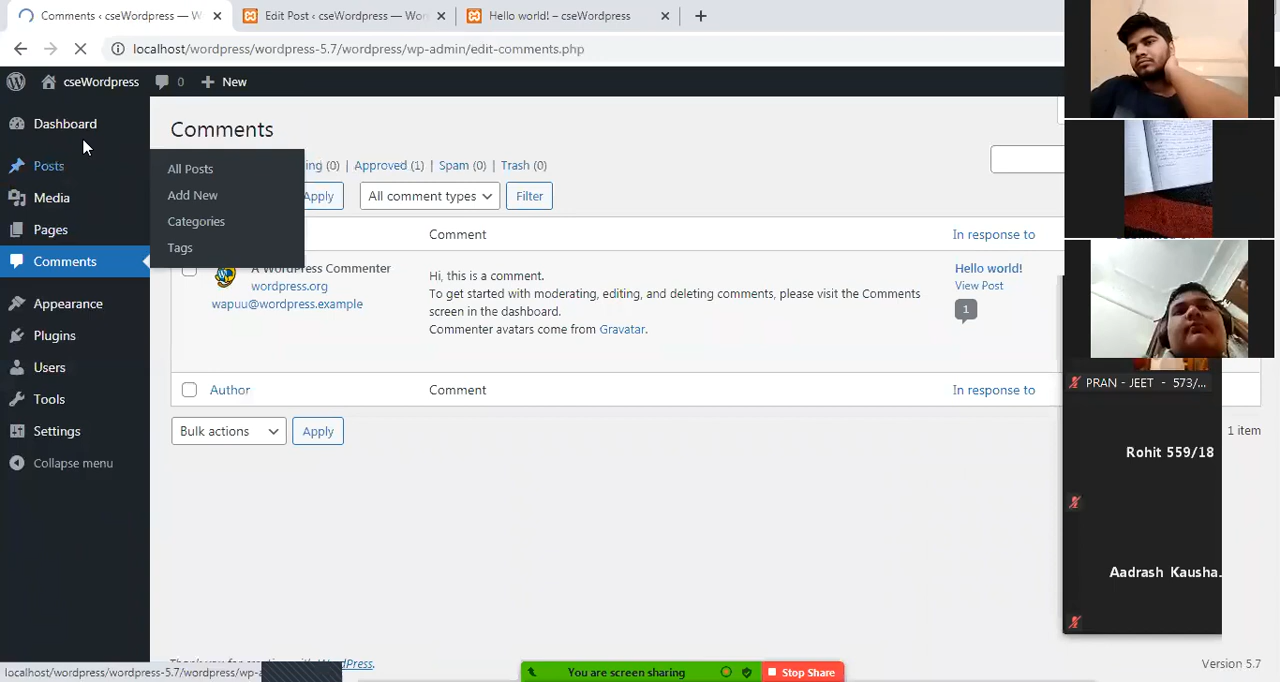 Comments ‹ cseWordpress — W
Edit Post ‹ cseWordpress — Wor
Hello world! – cseWordpress
localhost/wordpress/wordpress-5.7/wordpress/wp-admin/edit-comments.php
cseWordpress
0
New
Dashboard
Posts
Media
Pages
Comments
Appearance
Plugins
Users
Tools
Settings
Collapse menu
All Posts
Add New
Categories
Tags
Comments
ing (0) | Approved (1) | Spam (0) | Trash (0)
Apply
All comment types
Filter
Comment
In response to
A WordPress Commenter
wordpress.org
wapuu@wordpress.example
Hi, this is a comment.
To get started with moderating, editing, and deleting comments, please visit the Comments
screen in the dashboard.
Commenter avatars come from Gravatar.
Hello world!
View Post
1
Author
Comment
In response to
Bulk actions
Apply
1 item
PRAN - JEET - 573/...
Rohit 559/18
Aadrash Kausha.
WordPress.
Version 5.7
localhost/wordpress/wordpress-5.7/wordpress/wp-a
You are screen sharing
Stop Share